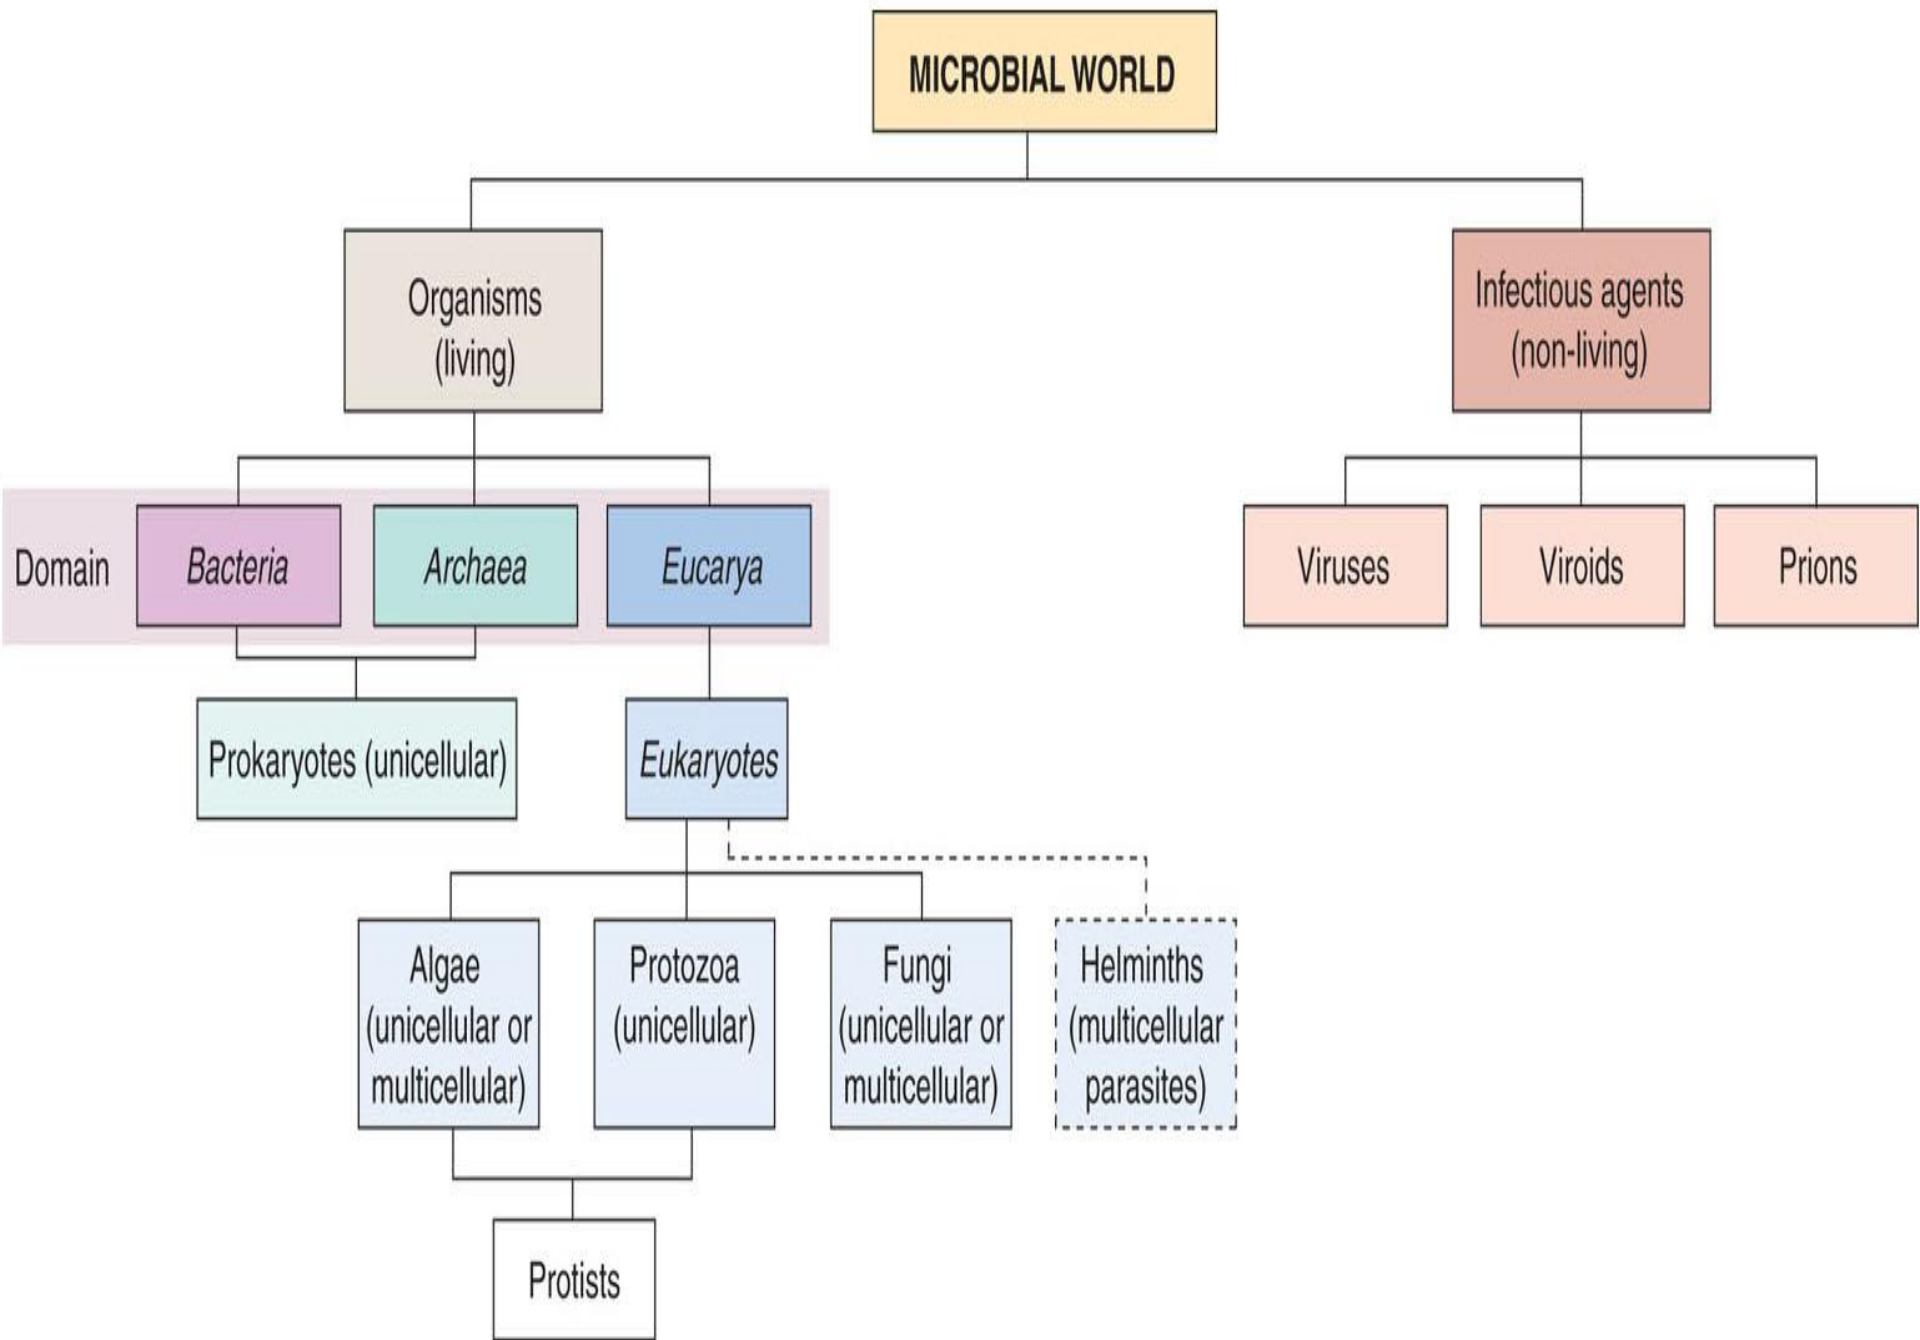 MICROBIAL WORLD
Organisms
(living)
Infectious agents
(non-living)
Domain
Bacteria
Archaea
Eucarya
Viruses
Viroids
Prions
Prokaryotes (unicellular)
Eukaryotes
Algae
(unicellular or
multicellular)
Protozoa
(unicellular)
Fungi
(unicellular or
multicellular)
Helminths
(multicellular
parasites)
Protists